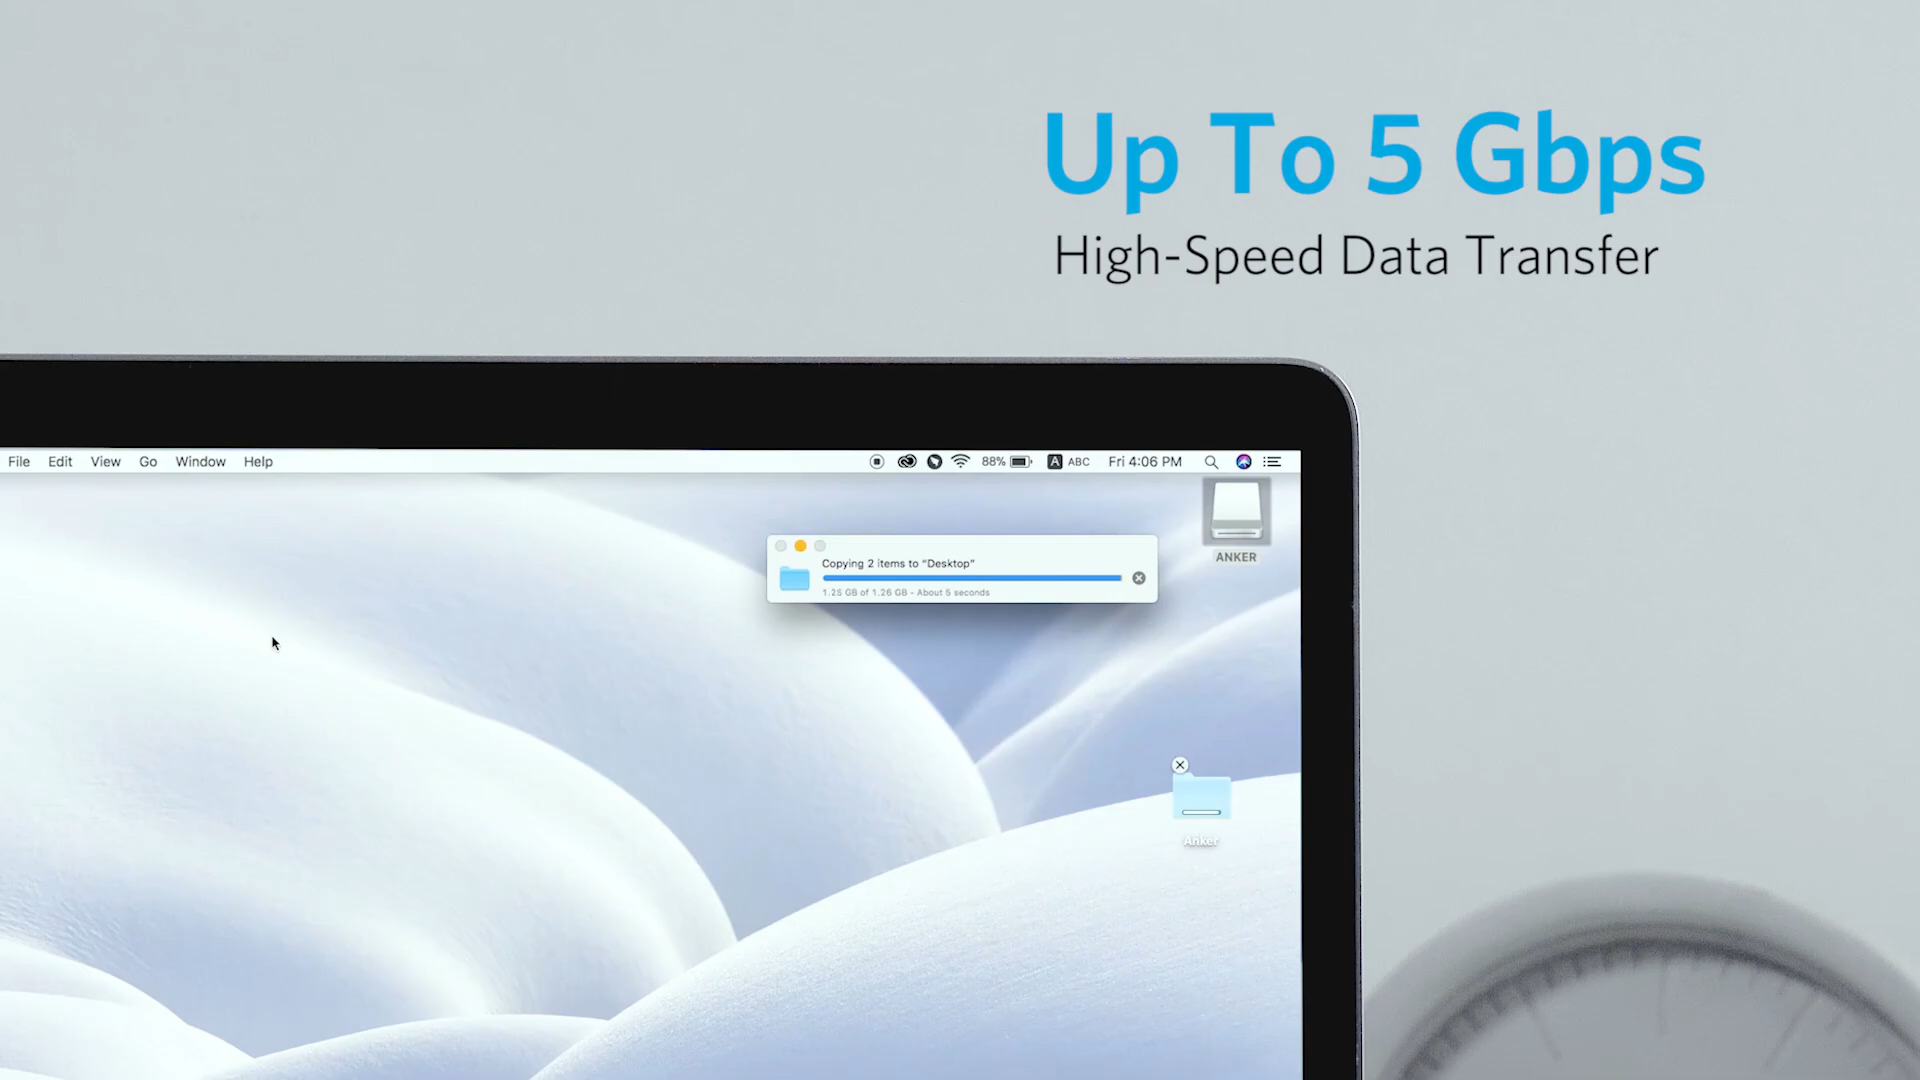 Up To 5 Gbps
High-Speed Data Transfer
File Edit View Go Window Help 88% A ABC Fri 4:06 PM
ANKER
Copying 2 items to “Desktop”
1.25 GB of 1.26 GB - About 5 seconds
Anker